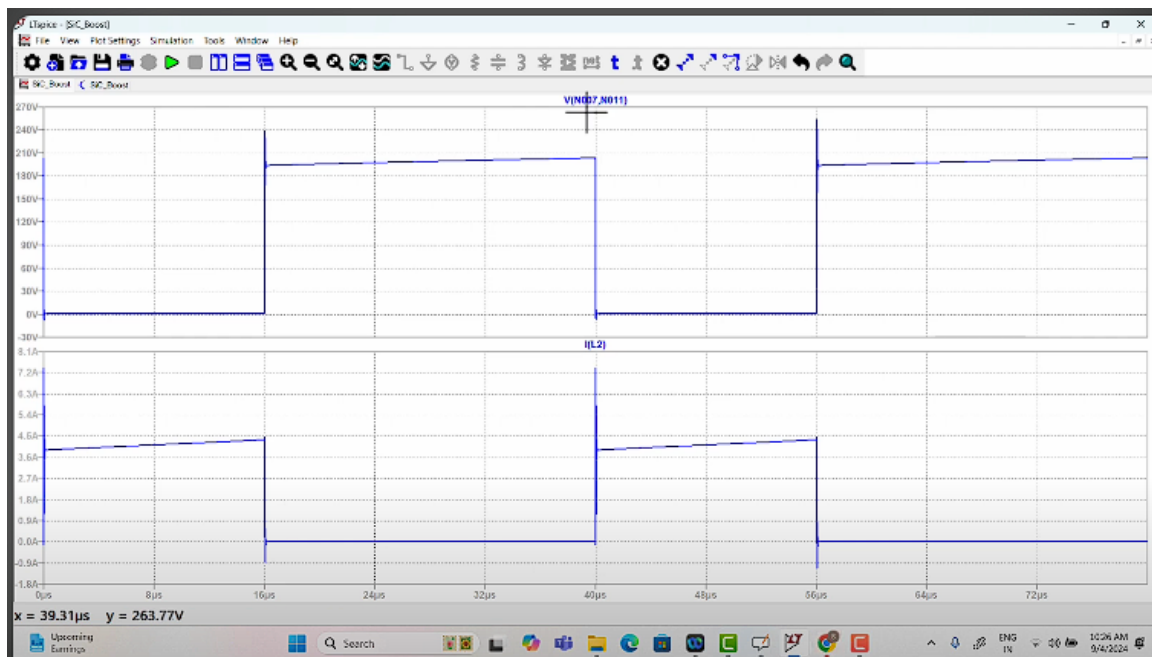 LTspice - [SiC_Boost]
File View Plot Settings Simulation Tools Window Help
SiC_Boost SiC_Boost
V(N007,N011)
270V
240V
210V
180V
150V
120V
90V
60V
30V
0V
-30V
I(L2)
8.1A
7.2A
6.3A
5.4A
4.5A
3.6A
2.7A
1.8A
0.9A
0.0A
-0.9A
-1.8A
0µs 8µs 16µs 24µs 32µs 40µs 48µs 56µs 64µs 72µs
x = 39.31µs y = 263.77V
Upcoming
Earnings
Search
ENG
IN
10:26 AM
9/4/2024